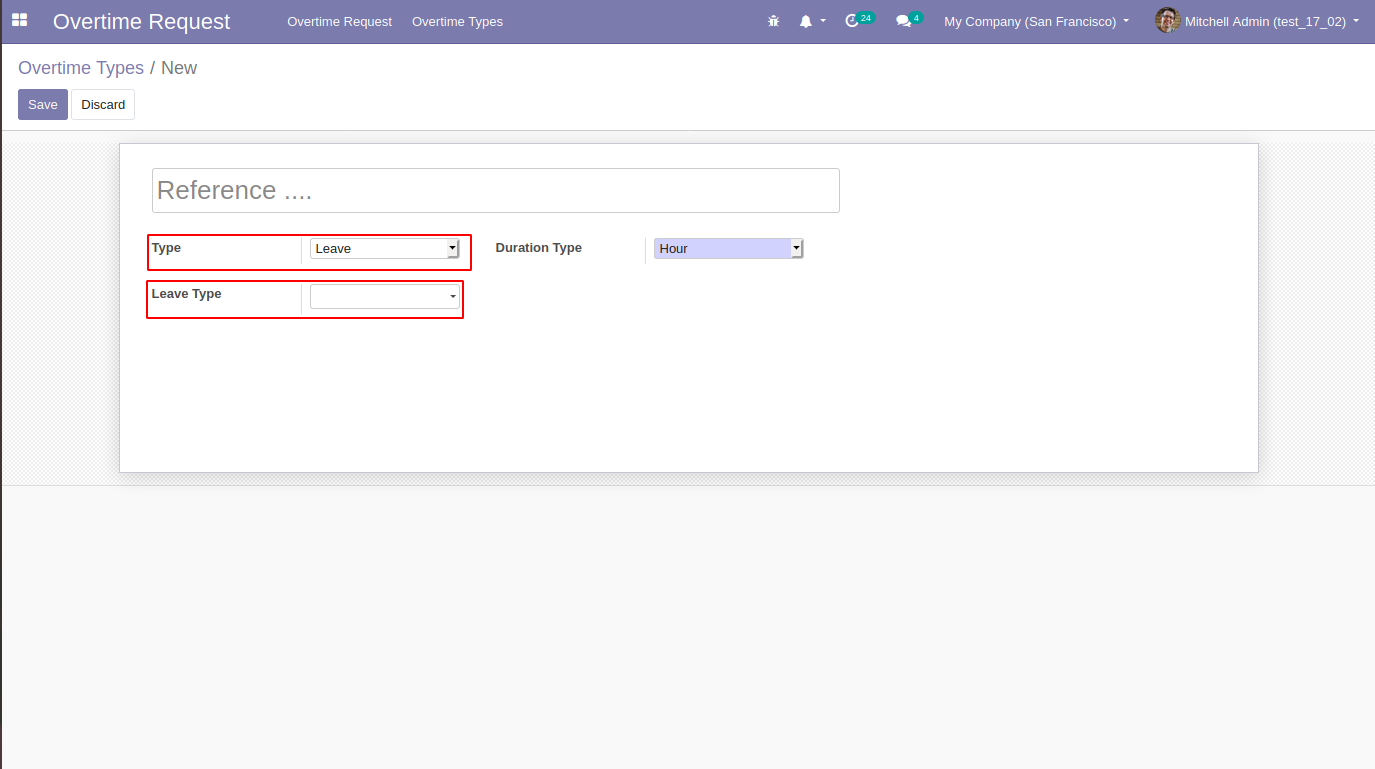 Overtime Request Overtime Request Overtime Types 24 4 My Company (San Francisco) Mitchell Admin (test_17_02)
Overtime Types / New
Save Discard
Reference ....
Type Leave Duration Type Hour
Leave Type